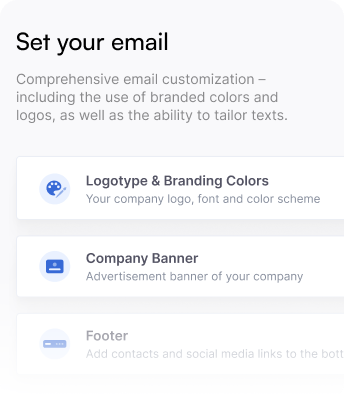 Set your email
Comprehensive email customization –
including the use of branded colors and
logos, as well as the ability to tailor texts.
Logotype & Branding Colors
Your company logo, font and color scheme
Company Banner
Advertisement banner of your company
Footer
Add contacts and social media links to the bott